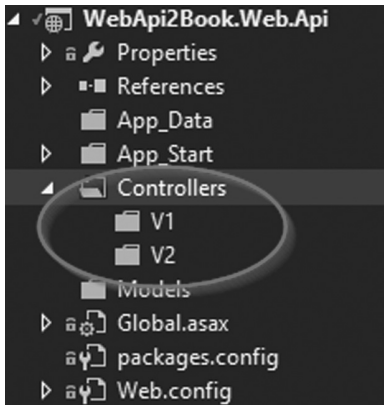 WebApi2Book.Web.Api
Properties
References
App_Data
App_Start
Controllers
V1
V2
Models
Global.asax
packages.config
Web.config